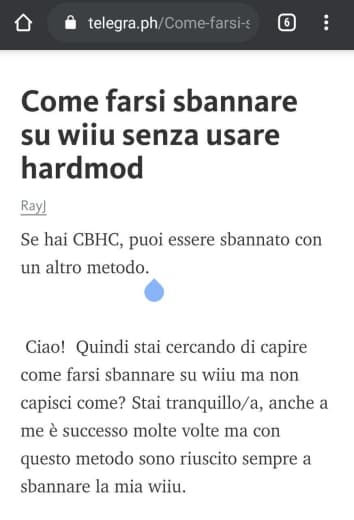 6
telegra.ph/Come-farsi-s
Come farsi sbannare
su wiiu senza usare
hardmod
RayJ
Se hai CBHC, puoi essere sbannato con
un altro metodo.
Ciao!  Quindi stai cercando di capire
come farsi sbannare su wiiu ma non
capisci come? Stai tranquillo/a, anche a
me è successo molte volte ma con
questo metodo sono riuscito sempre a
sbannare la mia wiiu.